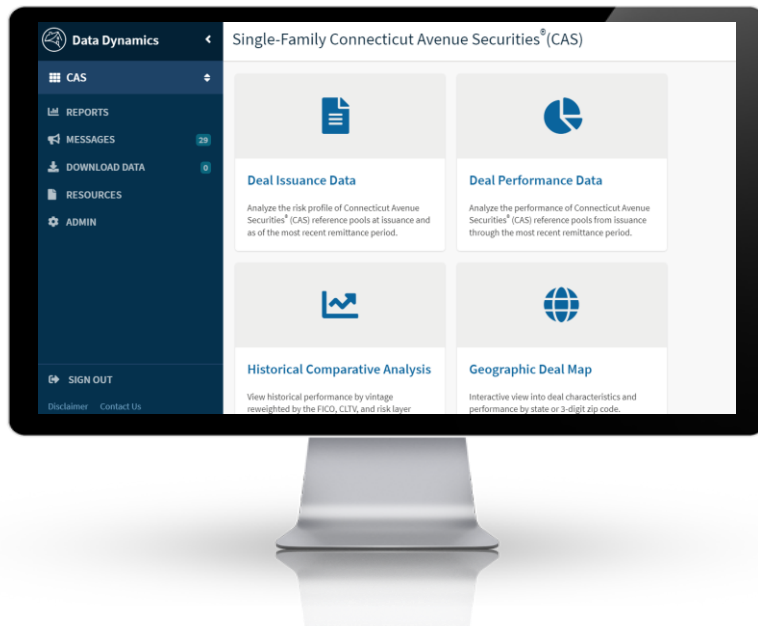 Data Dynamics
CAS
REPORTS
MESSAGES 29
DOWNLOAD DATA 0
RESOURCES
ADMIN
SIGN OUT
Disclaimer Contact Us
Single-Family Connecticut Avenue Securities®(CAS)
Deal Issuance Data
Analyze the risk profile of Connecticut Avenue
Securities® (CAS) reference pools at issuance and
as of the most recent remittance period.
Deal Performance Data
Analyze the performance of Connecticut Avenue
Securities® (CAS) reference pools from issuance
through the most recent remittance period.
Historical Comparative Analysis
View historical performance by vintage
reweighted by the FICO, CLTV, and risk layer
Geographic Deal Map
Interactive view into deal characteristics and
performance by state or 3-digit zip code.